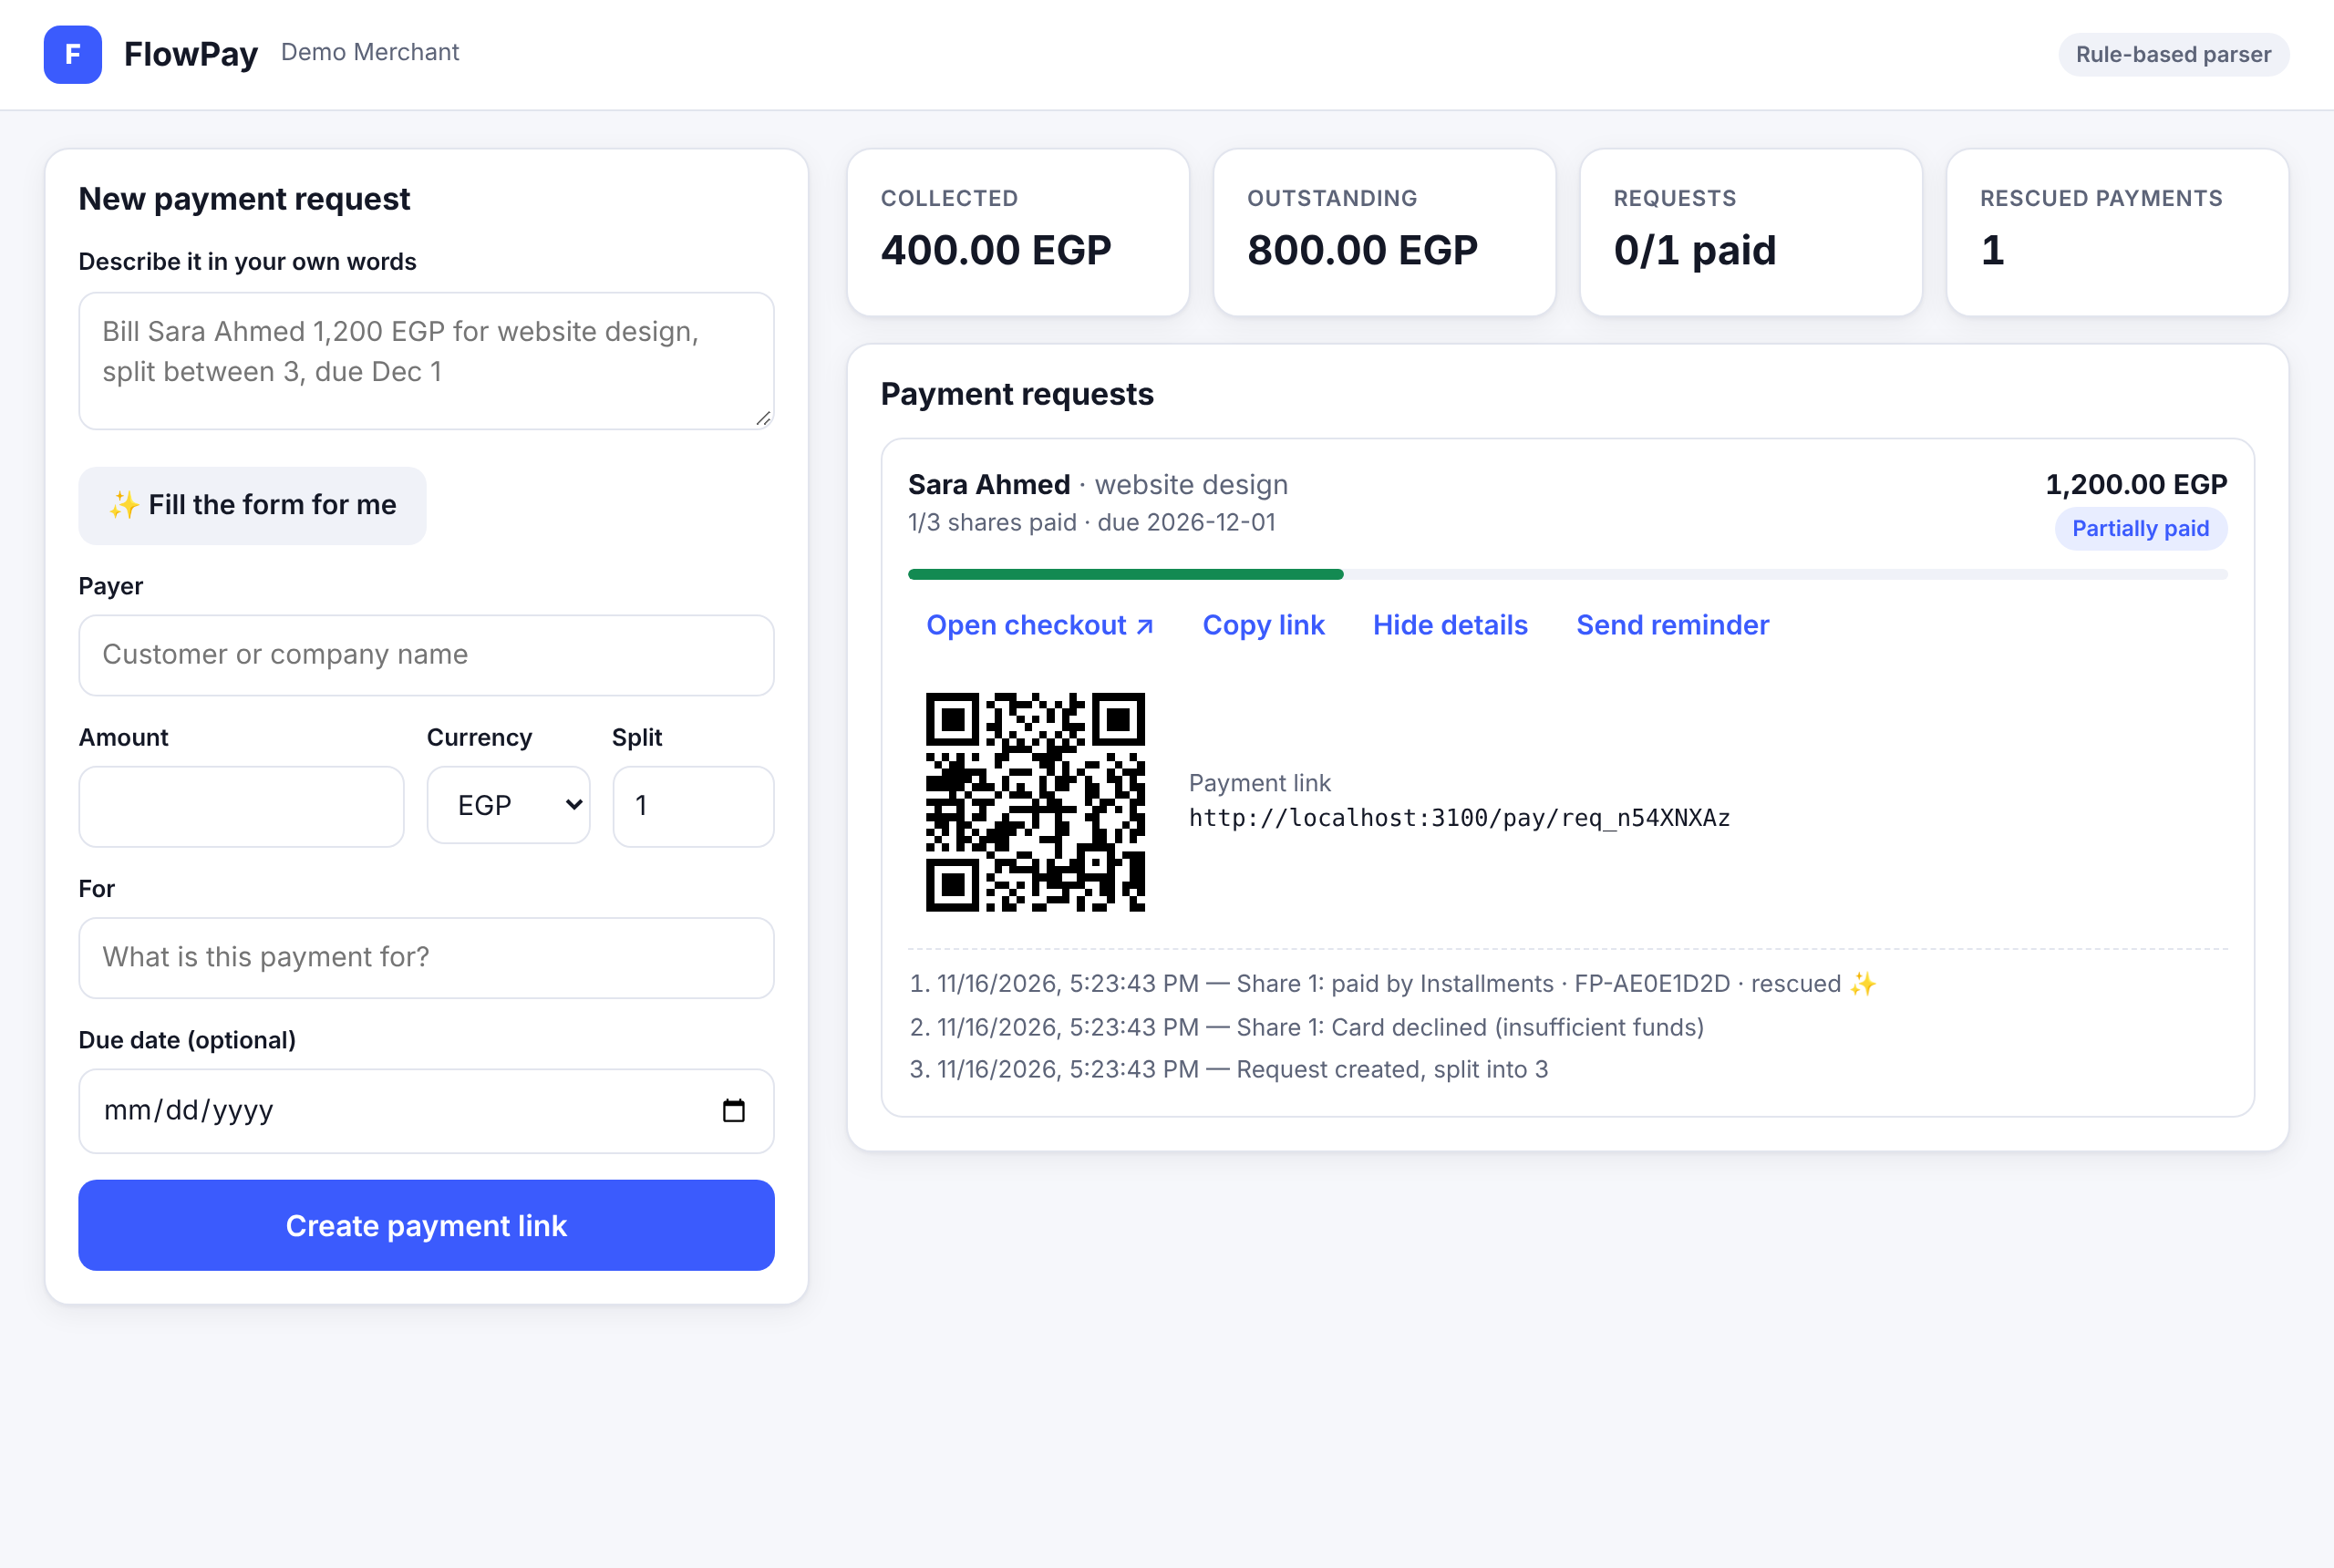 F
FlowPay
Demo Merchant
Rule-based parser
New payment request
Describe it in your own words
Bill Sara Ahmed 1,200 EGP for website design,
split between 3, due Dec 1
✨ Fill the form for me
Payer
Customer or company name
Amount
Currency
Split
EGP
1
For
What is this payment for?
Due date (optional)
mm/dd/yyyy
Create payment link
COLLECTED
400.00 EGP
OUTSTANDING
800.00 EGP
REQUESTS
0/1 paid
RESCUED PAYMENTS
1
Payment requests
Sara Ahmed · website design
1,200.00 EGP
1/3 shares paid · due 2026-12-01
Partially paid
Open checkout ↗
Copy link
Hide details
Send reminder
Payment link
http://localhost:3100/pay/req_n54XNXAz
1. 11/16/2026, 5:23:43 PM — Share 1: paid by Installments · FP-AE0E1D2D · rescued ✨
2. 11/16/2026, 5:23:43 PM — Share 1: Card declined (insufficient funds)
3. 11/16/2026, 5:23:43 PM — Request created, split into 3